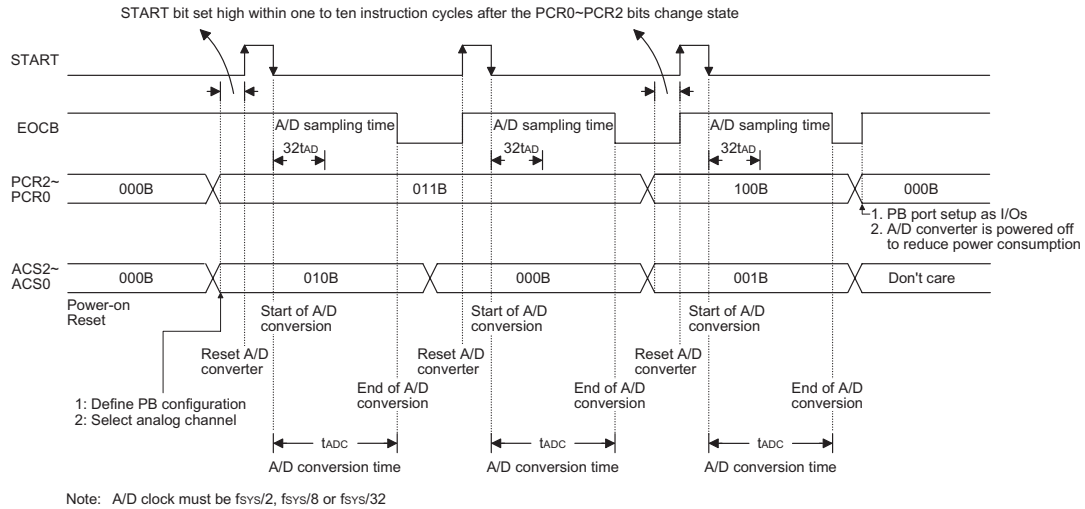 START bit set high within one to ten instruction cycles after the PCR0~PCR2 bits change state
START
EOCB
A/D sampling time
A/D sampling time
A/D sampling time
32tAD
32tAD
32tAD
PCR2~
PCR0
000B
011B
100B
000B
1. PB port setup as I/Os
2. A/D converter is powered off
to reduce power consumption
ACS2~
ACS0
000B
010B
000B
001B
Don't care
Power-on
Reset
Start of A/D
conversion
Start of A/D
conversion
Start of A/D
conversion
Reset A/D
converter
Reset A/D
converter
Reset A/D
converter
1: Define PB configuration
2: Select analog channel
End of A/D
conversion
End of A/D
conversion
End of A/D
conversion
tADC
tADC
tADC
A/D conversion time
A/D conversion time
A/D conversion time
Note: A/D clock must be fSYS/2, fSYS/8 or fSYS/32